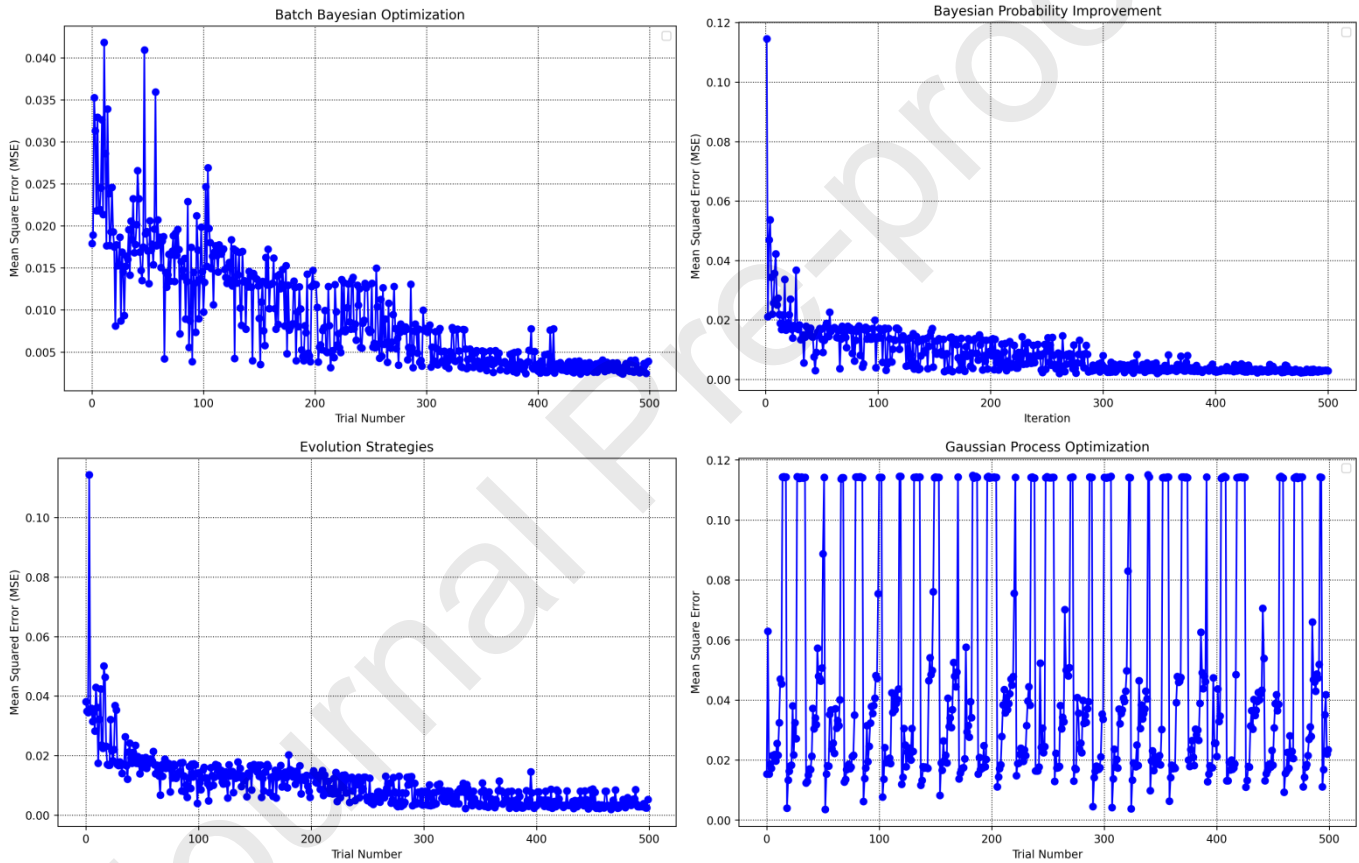 Batch Bayesian Optimization
Mean Square Error (MSE)
0.040
0.035
0.030
0.025
0.020
0.015
0.010
0.005
0 100 200 300 400 500
Trial Number
Bayesian Probability Improvement
Mean Squared Error (MSE)
0.12
0.10
0.08
0.06
0.04
0.02
0.00
0 100 200 300 400 500
Iteration
Evolution Strategies
Mean Squared Error (MSE)
0.10
0.08
0.06
0.04
0.02
0.00
0 100 200 300 400 500
Trial Number
Gaussian Process Optimization
Mean Square Error
0.12
0.10
0.08
0.06
0.04
0.02
0.00
0 100 200 300 400 500
Trial Number
Journal Pre-proo